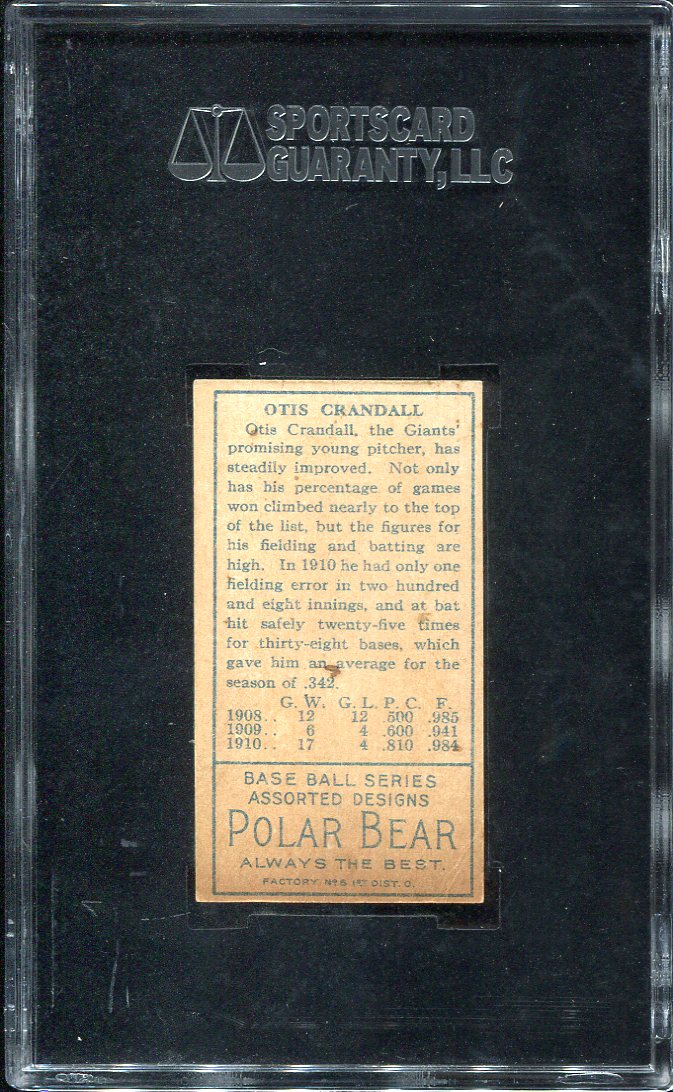 SPORTSCARD
GUARANTY, LLC
OTIS CRANDALL
Otis Crandall, the Giants'
promising young pitcher, has
steadily improved. Not only
has his percentage of games
won climbed nearly to the top
of the list, but the figures for
his fielding and batting are
high. In 1910 he had only one
fielding error in two hundred
and eight innings, and at bat
hit safely twenty-five times
for thirty-eight bases, which
gave him an average for the
season of .342.
G. W. G. L. P. C. F.
1908.. 12 12 .500 .985
1909.. 6 4 .600 .941
1910.. 17 4 .810 .984
BASE BALL SERIES
ASSORTED DESIGNS
POLAR BEAR
ALWAYS THE BEST.
FACTORY Nº 6 1ST DIST. O.